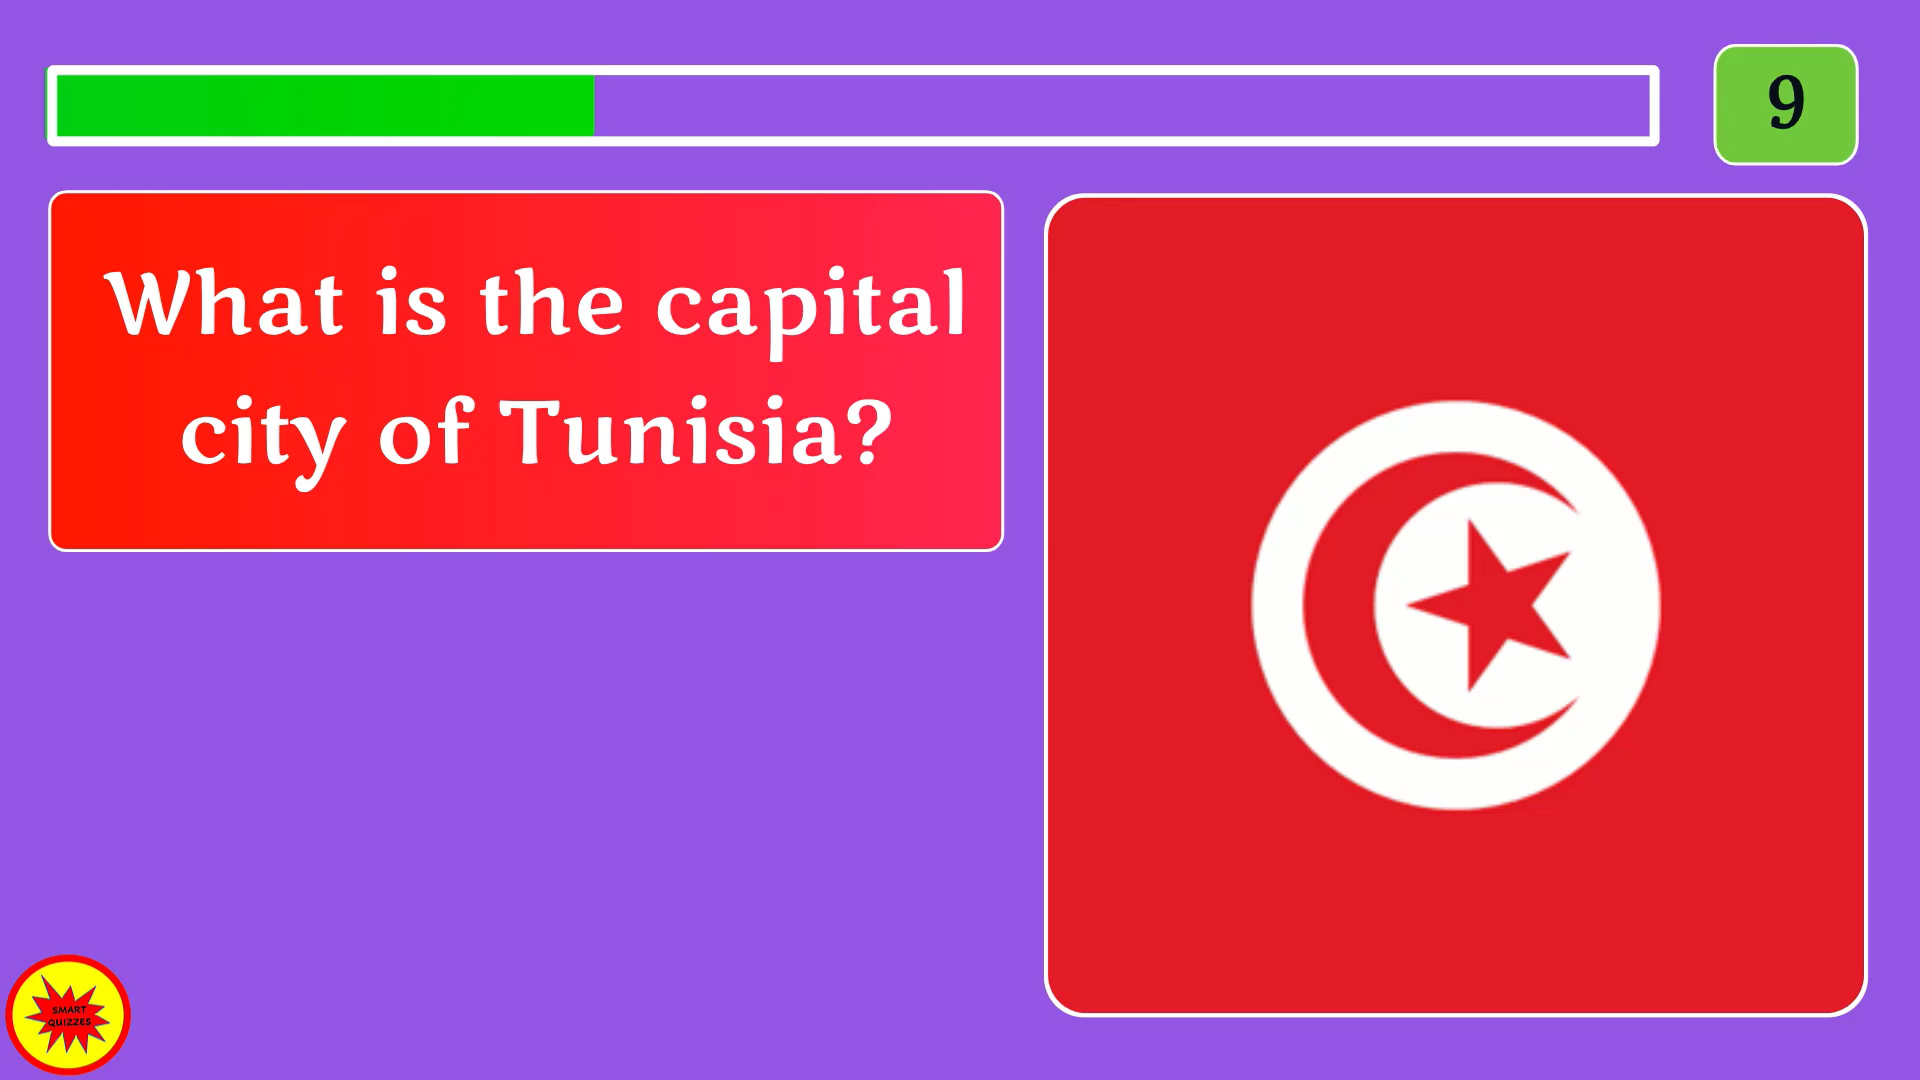 9
What is the capital
city of Tunisia?
SMART
QUIZZES